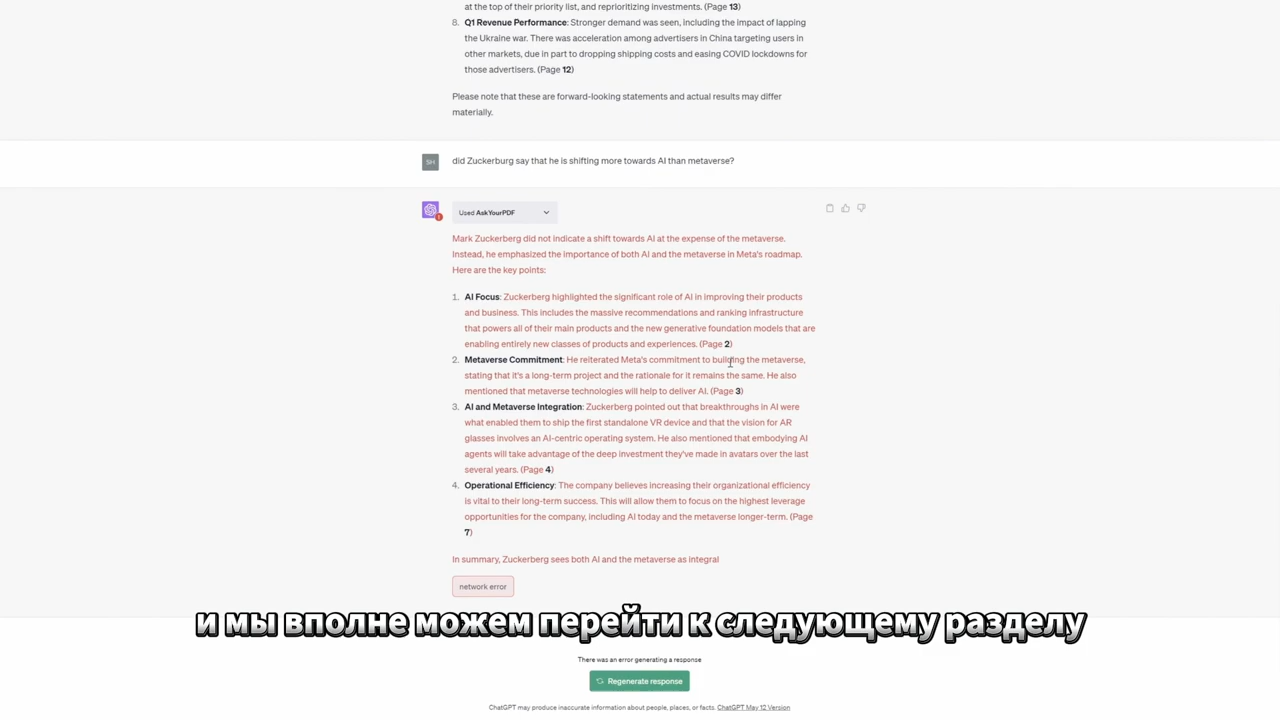 at the top of their priority list, and reprioritizing investments. (Page 13)
8. Q1 Revenue Performance: Stronger demand was seen, including the impact of lapping
the Ukraine war. There was acceleration among advertisers in China targeting users in
other markets, due in part to dropping shipping costs and easing COVID lockdowns for
those advertisers. (Page 12)
Please note that these are forward-looking statements and actual results may differ
materially.
SH
did Zuckerburg say that he is shifting more towards AI than metaverse?
Used AskYourPDF
Mark Zuckerberg did not indicate a shift towards AI at the expense of the metaverse.
Instead, he emphasized the importance of both AI and the metaverse in Meta's roadmap.
Here are the key points:
1. AI Focus: Zuckerberg highlighted the significant role of AI in improving their products
and business. This includes the massive recommendations and ranking infrastructure
that powers all of their main products and the new generative foundation models that are
enabling entirely new classes of products and experiences. (Page 2)
2. Metaverse Commitment: He reiterated Meta's commitment to building the metaverse,
stating that it's a long-term project and the rationale for it remains the same. He also
mentioned that metaverse technologies will help to deliver AI. (Page 3)
3. AI and Metaverse Integration: Zuckerberg pointed out that breakthroughs in AI were
what enabled them to ship the first standalone VR device and that the vision for AR
glasses involves an AI-centric operating system. He also mentioned that embodying AI
agents will take advantage of the deep investment they've made in avatars over the last
several years. (Page 4)
4. Operational Efficiency: The company believes increasing their organizational efficiency
is vital to their long-term success. This will allow them to focus on the highest leverage
opportunities for the company, including AI today and the metaverse longer-term. (Page
7)
In summary, Zuckerberg sees both AI and the metaverse as integral
network error
и мы вполне можем перейти к следующему разделу
There was an error generating a response
Regenerate response
ChatGPT may produce inaccurate information about people, places, or facts. ChatGPT May 12 Version